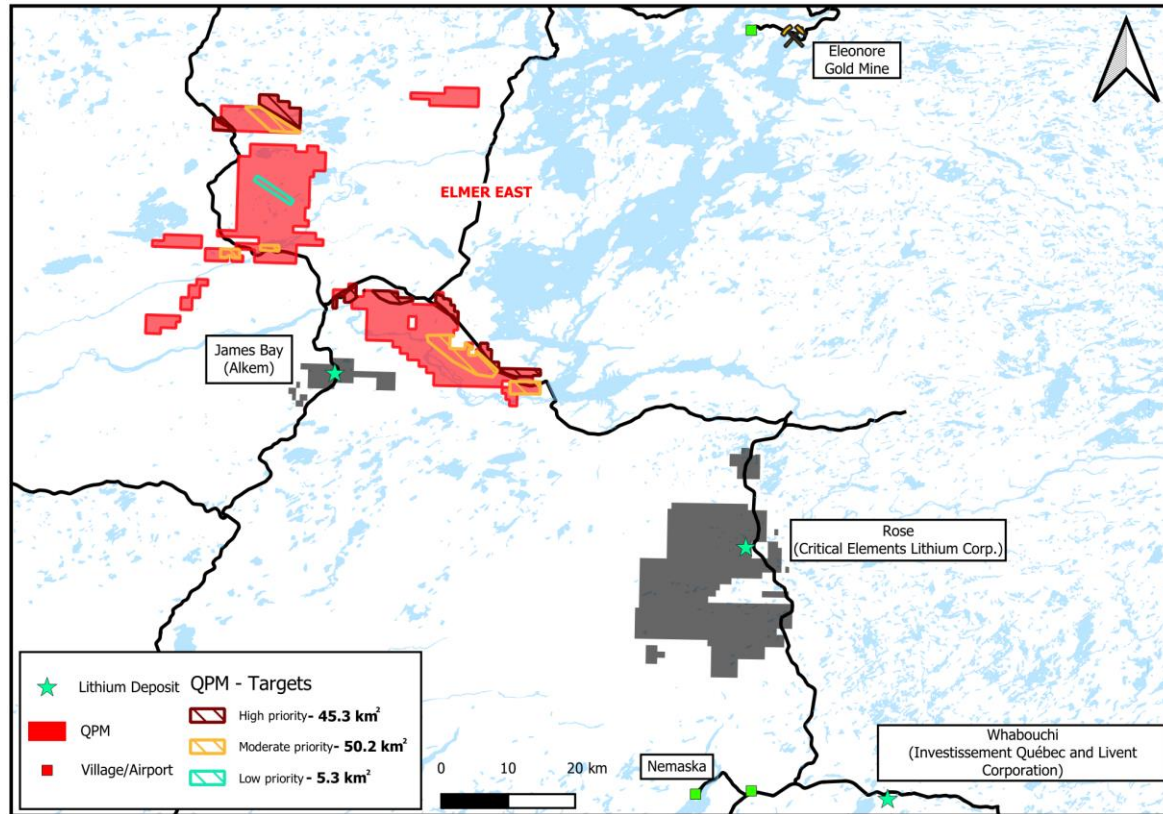 Eleonore
Gold Mine
ELMER EAST
James Bay
(Alkem)
Rose
(Critical Elements Lithium Corp.)
Whabouchi
(Investissement Québec and Livent
Corporation)
Nemaska
Lithium Deposit
QPM
Village/Airport
QPM - Targets
High priority- 45.3 km²
Moderate priority- 50.2 km²
Low priority- 5.3 km²
0 10 20 km